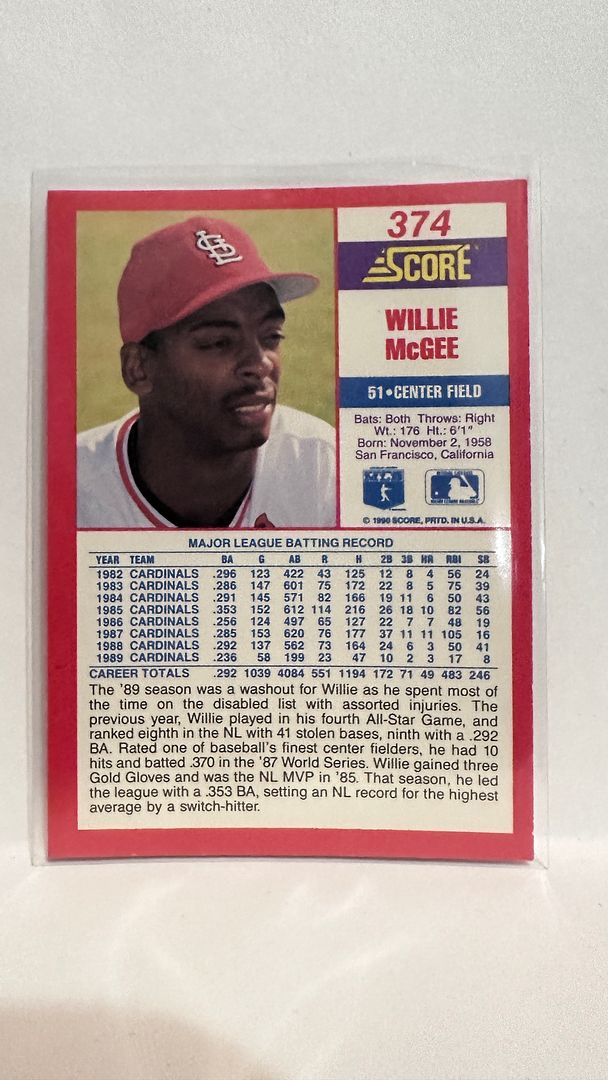 StL
374
SCORE
WILLIE
McGEE
51•CENTER FIELD
Bats: Both Throws: Right
Wt.: 176 Ht.: 6'1"
Born: November 2, 1958
San Francisco, California
© 1990 SCORE, PRTD. IN U.S.A.
MAJOR LEAGUE BATTING RECORD
YEAR TEAM BA G AB R H 2B 3B HR RBI SB
1982 CARDINALS .296 123 422 43 125 12 8 4 56 24
1983 CARDINALS .286 147 601 75 172 22 8 5 75 39
1984 CARDINALS .291 145 571 82 166 19 11 6 50 43
1985 CARDINALS .353 152 612 114 216 26 18 10 82 56
1986 CARDINALS .256 124 497 65 127 22 7 7 48 19
1987 CARDINALS .285 153 620 76 177 37 11 11 105 16
1988 CARDINALS .292 137 562 73 164 24 6 3 50 41
1989 CARDINALS .236 58 199 23 47 10 2 3 17 8
CAREER TOTALS .292 1039 4084 551 1194 172 71 49 483 246
The '89 season was a washout for Willie as he spent most of
the time on the disabled list with assorted injuries. The
previous year, Willie played in his fourth All-Star Game, and
ranked eighth in the NL with 41 stolen bases, ninth with a .292
BA. Rated one of baseball's finest center fielders, he had 10
hits and batted .370 in the '87 World Series. Willie gained three
Gold Gloves and was the NL MVP in '85. That season, he led
the league with a .353 BA, setting an NL record for the highest
average by a switch-hitter.